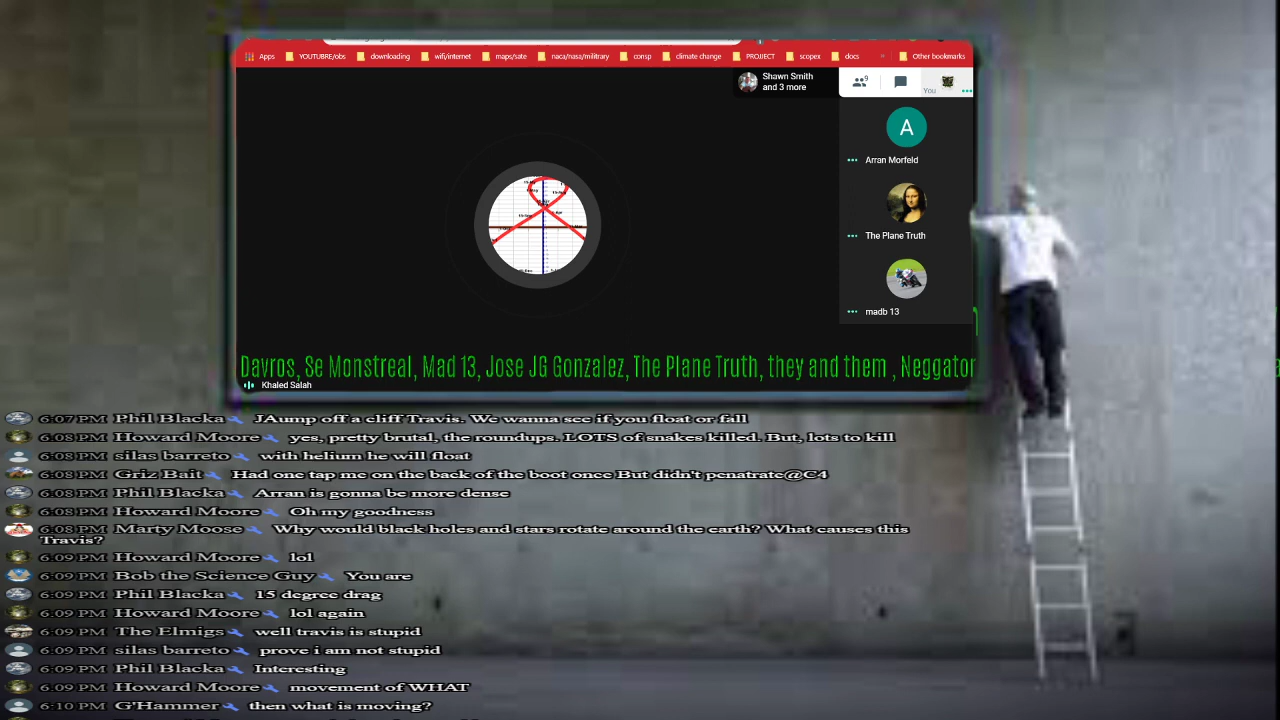 Apps YOUTUBRE/obs downloading wifi/internet maps/sate naca/nasa/militrary consp climate change PROJECT scopex docs » Other bookmarks
Shawn Smith
and 3 more
9
You
A
Arran Morfeld
The Plane Truth
madb 13
Davros, Se Monstreal, Mad 13, Jose JG Gonzalez, The Plane Truth, they and them , Neggator
Khaled Salah
6:07 PM Phil Blacka JAump off a cliff Travis. We wanna see if you float or fall
6:08 PM Howard Moore yes, pretty brutal, the roundups. LOTS of snakes killed. But, lots to kill
6:08 PM silas barreto with helium he will float
6:08 PM Griz Bait Had one tap me on the back of the boot once But didn't penatrate@C4
6:08 PM Phil Blacka Arran is gonna be more dense
6:08 PM Howard Moore Oh my goodness
6:08 PM Marty Moose Why would black holes and stars rotate around the earth? What causes this
Travis?
6:09 PM Howard Moore lol
6:09 PM Bob the Science Guy You are
6:09 PM Phil Blacka 15 degree drag
6:09 PM Howard Moore lol again
6:09 PM The Elmigs well travis is stupid
6:09 PM silas barreto prove i am not stupid
6:09 PM Phil Blacka Interesting
6:09 PM Howard Moore movement of WHAT
6:10 PM G'Hammer then what is moving?